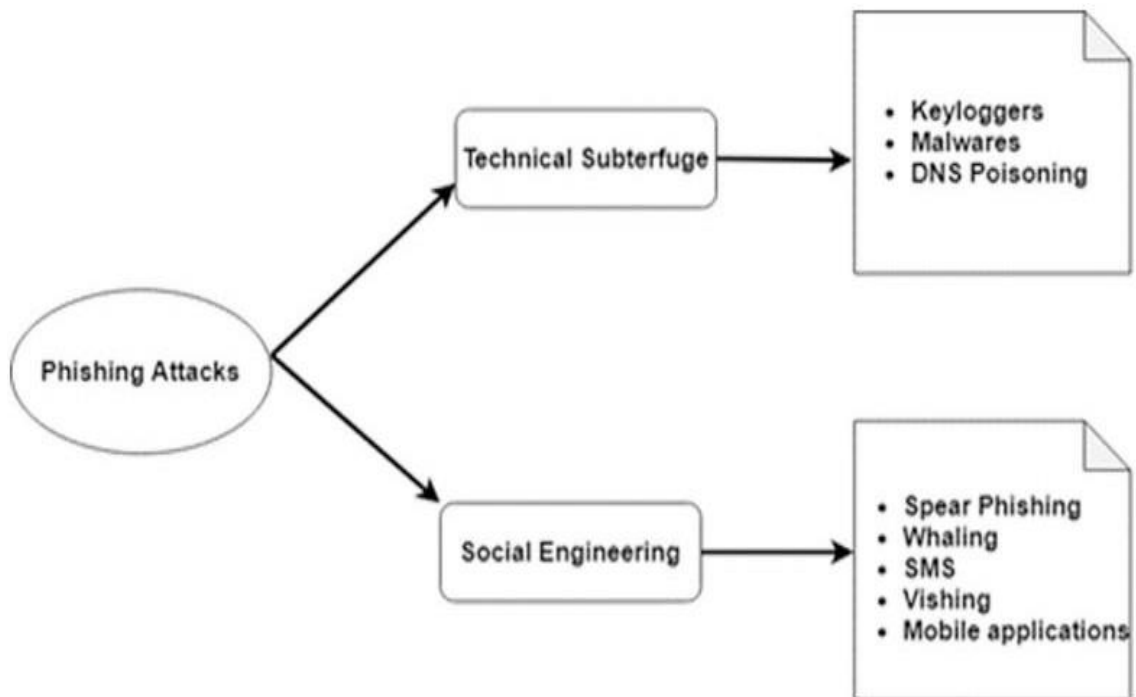 Phishing Attacks
Technical Subterfuge
• Keyloggers
• Malwares
• DNS Poisoning
Social Engineering
• Spear Phishing
• Whaling
• SMS
• Vishing
• Mobile applications